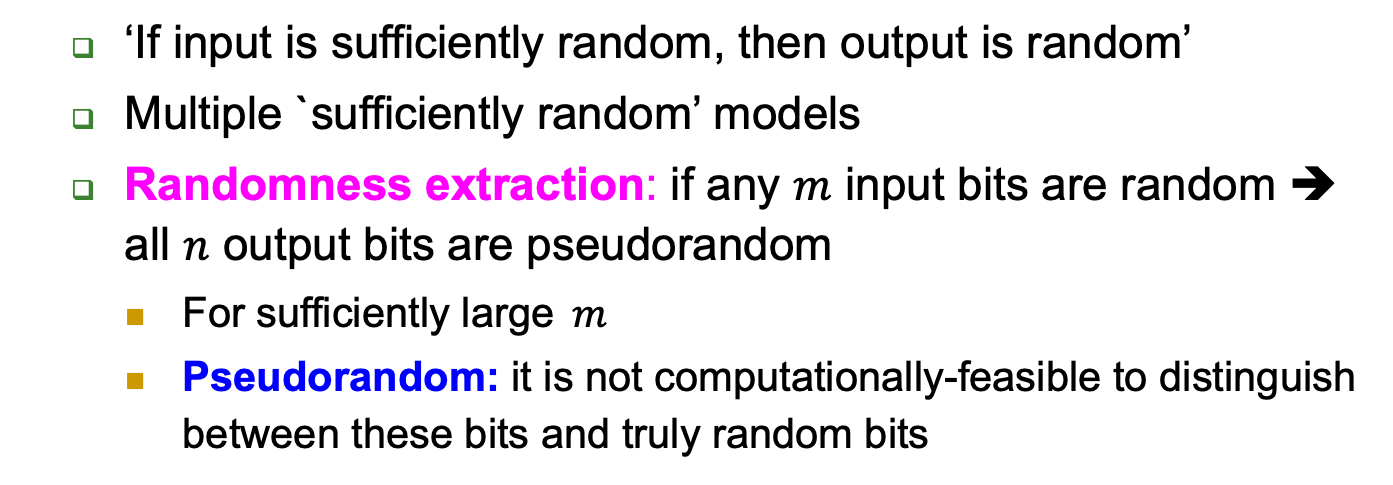 ‘If input is sufficiently random, then output is random’
Multiple `sufficiently random’ models
Randomness extraction: if any m input bits are random ➔
all n output bits are pseudorandom
For sufficiently large m
Pseudorandom: it is not computationally-feasible to distinguish
between these bits and truly random bits